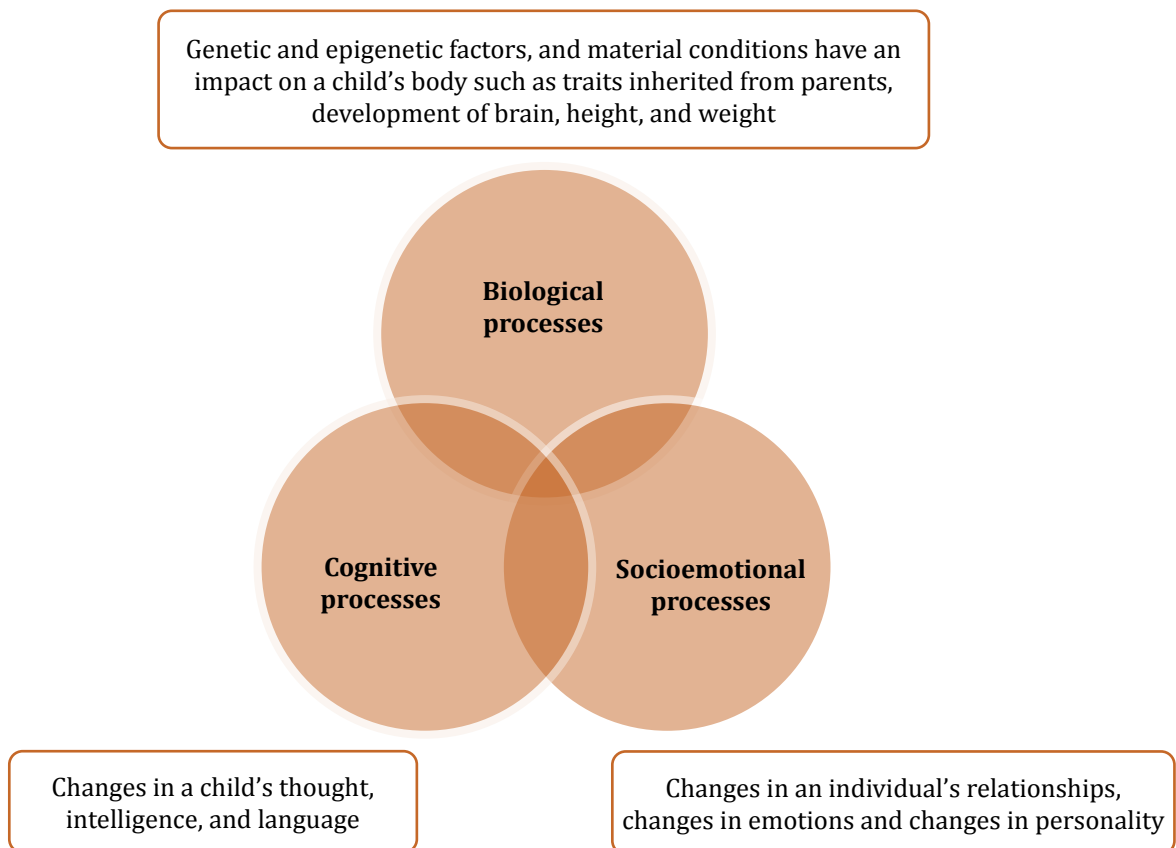 Genetic and epigenetic factors, and material conditions have an
impact on a child’s body such as traits inherited from parents,
development of brain, height, and weight
Biological
processes
Cognitive
processes
Socioemotional
processes
Changes in a child’s thought,
intelligence, and language
Changes in an individual’s relationships,
changes in emotions and changes in personality